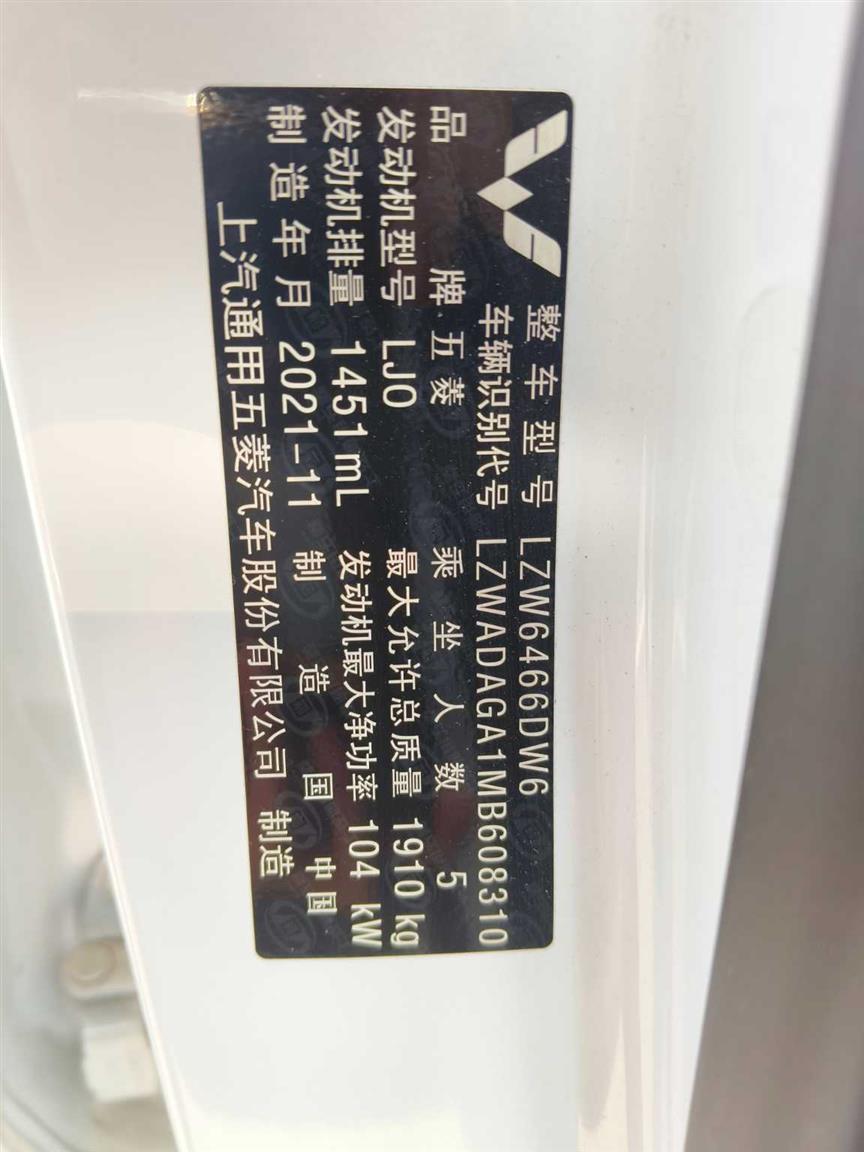 整车型号 LZW6466DW6
车辆识别代号 LZWADAGA1MB608310
品牌 五菱 乘坐人数 5
发动机型号 LJO 最大允许总质量 1910 kg
发动机排量 1451 mL 发动机最大净功率 104 kW
制造年月 2021-11 制造国 中国
上汽通用五菱汽车股份有限公司 制造